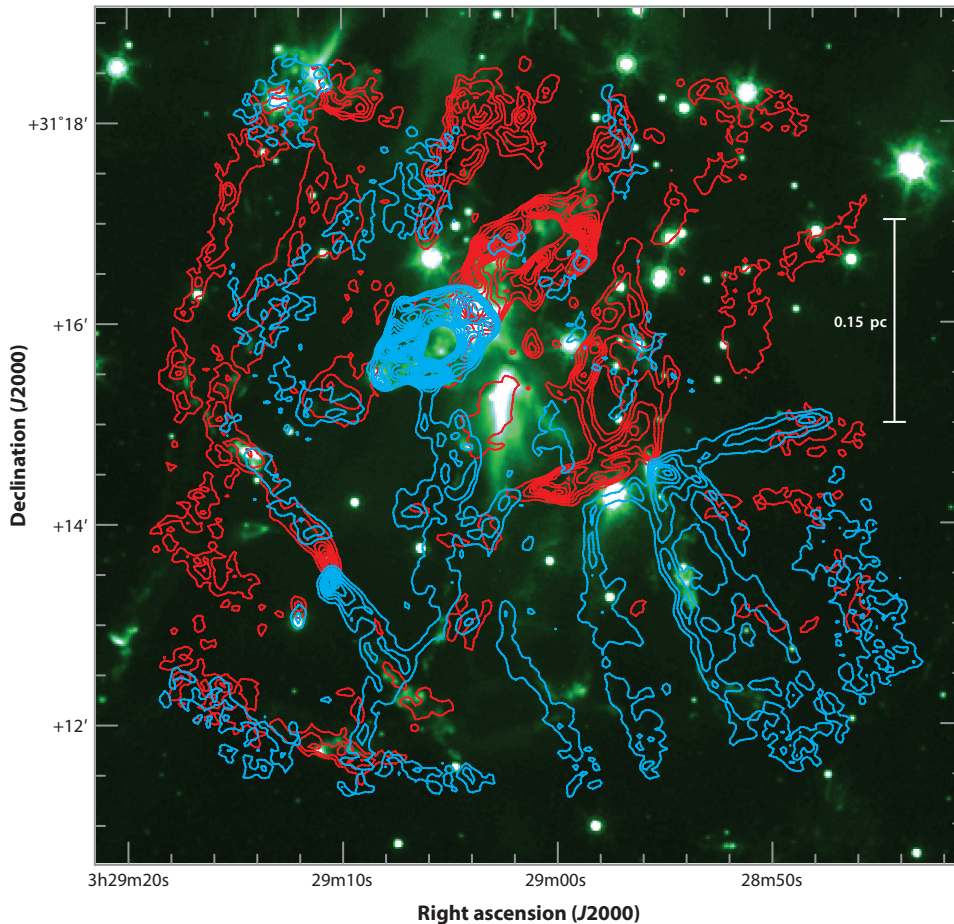 +31°18′
+16′
+14′
+12′
Declination (J2000)
0.15 pc
3h29m20s
29m10s
29m00s
28m50s
Right ascension (J2000)